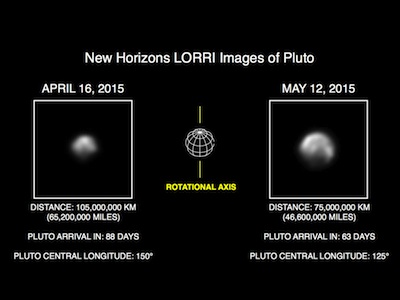 New Horizons LORRI Images of Pluto
APRIL 16, 2015
MAY 12, 2015
ROTATIONAL AXIS
DISTANCE: 105,000,000 KM
(65,200,000 MILES)
PLUTO ARRIVAL IN: 88 DAYS
PLUTO CENTRAL LONGITUDE: 150°
DISTANCE: 75,000,000 KM
(46,600,000 MILES)
PLUTO ARRIVAL IN: 63 DAYS
PLUTO CENTRAL LONGITUDE: 125°